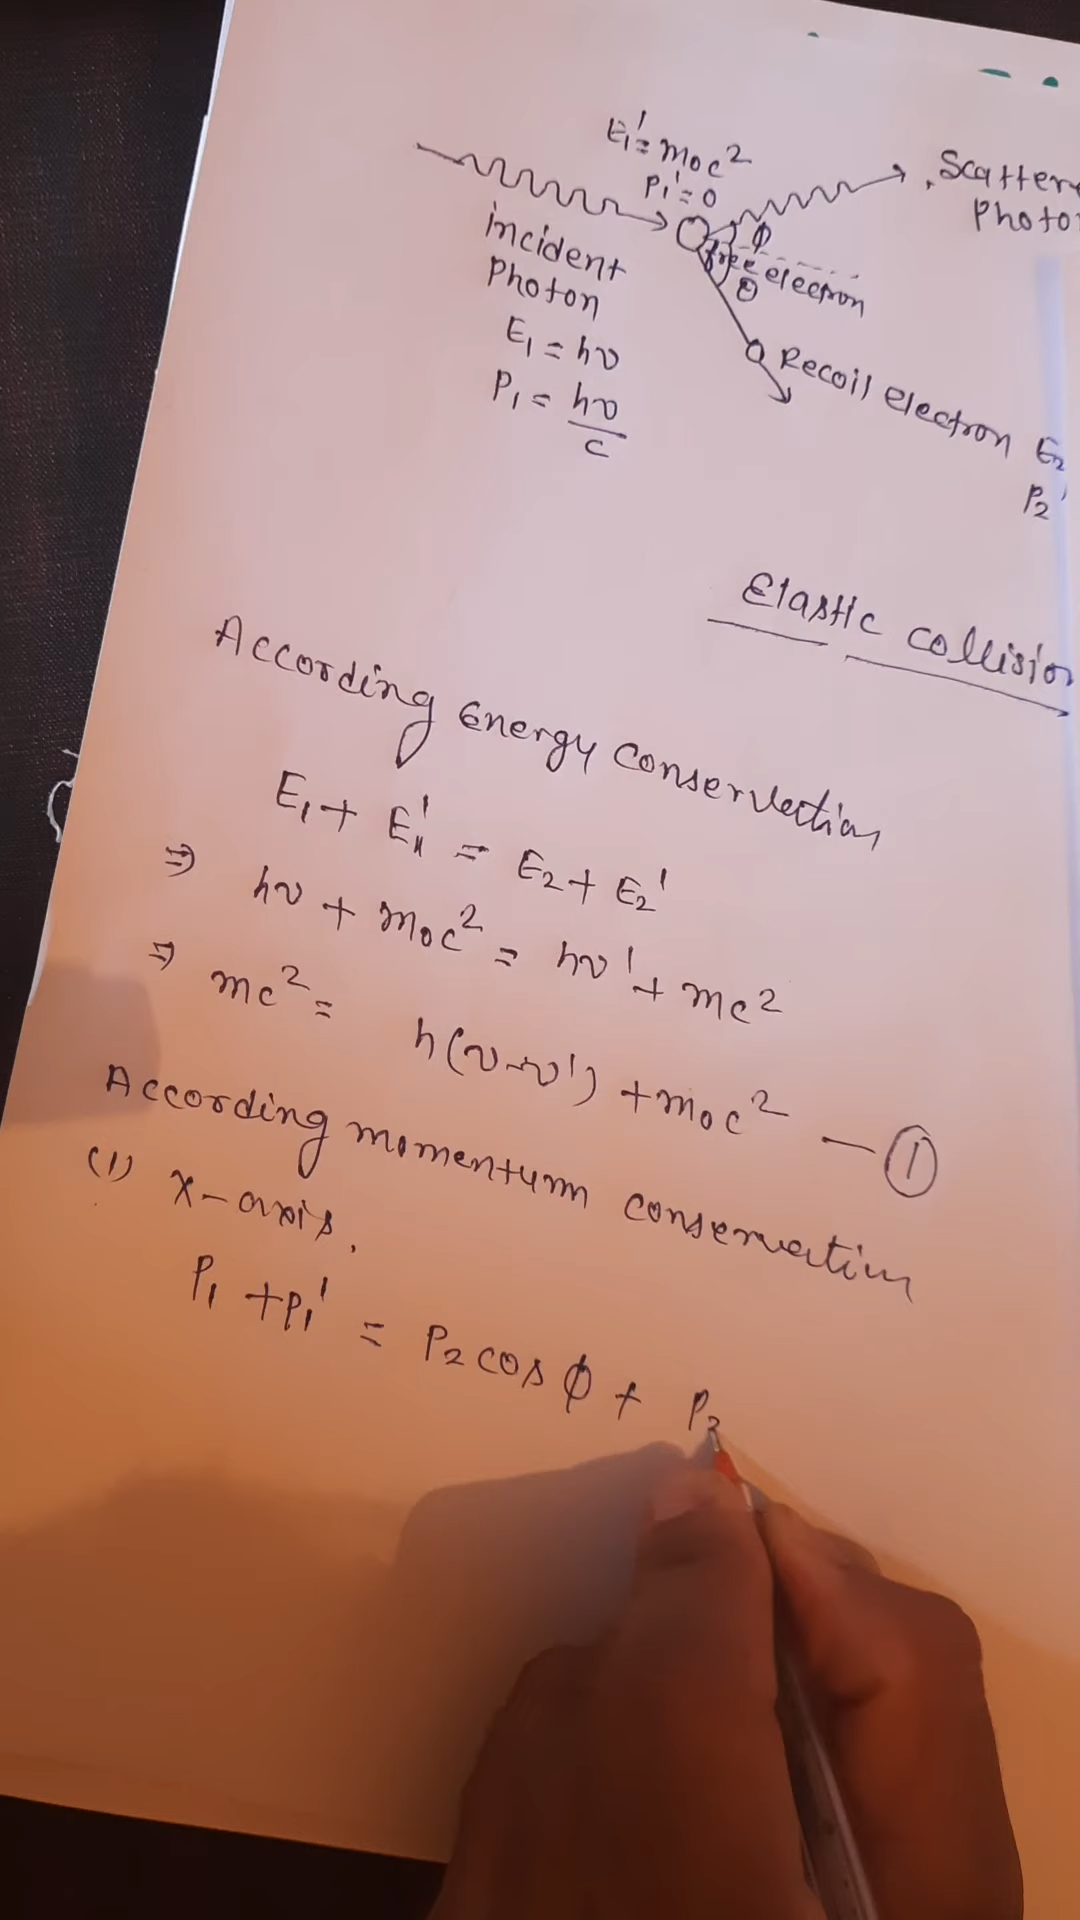 E₁' = m₀c²
P₁' = 0
Scatter
Photo
ϕ
free electron
θ
incident
Photon
E₁ = hν
P₁ = hν/c
Recoil electron E₂
P₂'
Elastic collision
According Energy Conservation
E₁ + E₁' = E₂ + E₂'
⇒ hν + m₀c² = hν' + mc²
⇒ mc² = h(ν-ν') + m₀c² — ①
According momentum conservation
(1) x-axis,
P₁ + P₁' = P₂ cos ϕ + P₂